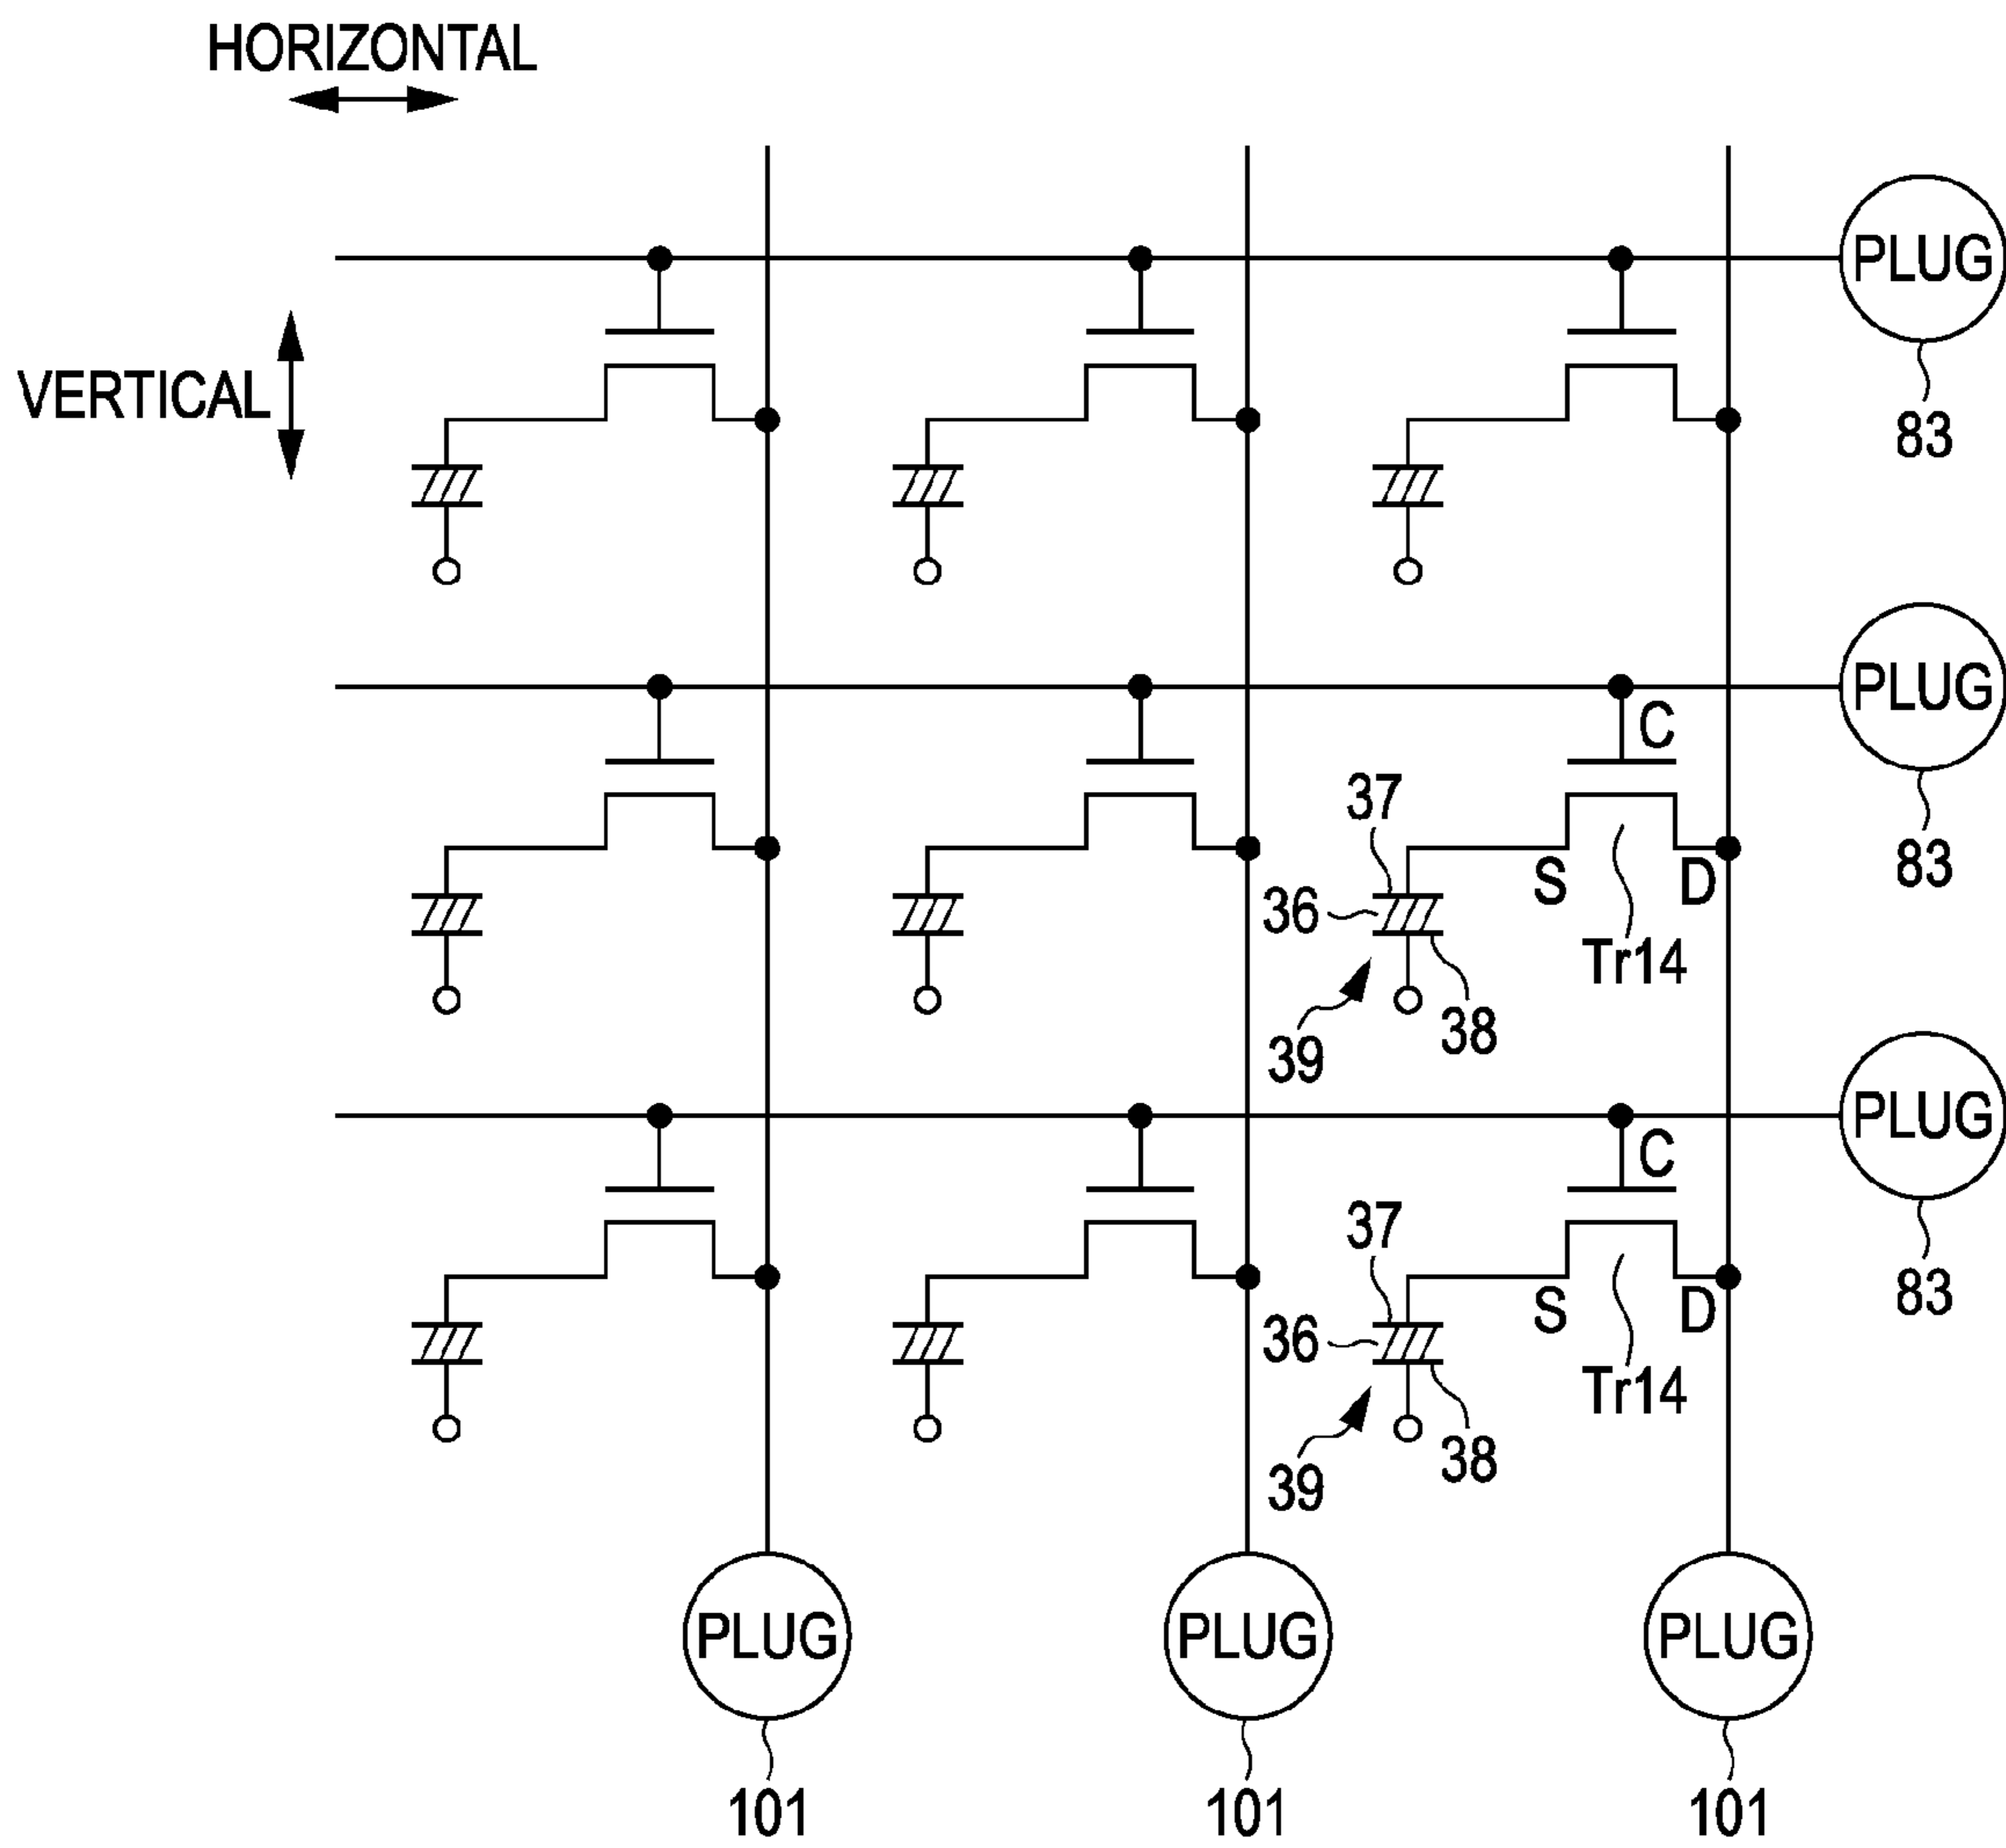 HORIZONTAL
PLUG
VERTICAL
83
PLUG
C
37
83
S
D
36
Tr14
38
39
PLUG
C
37
83
S
D
36
Tr14
38
39
PLUG
PLUG
PLUG
101
101
101